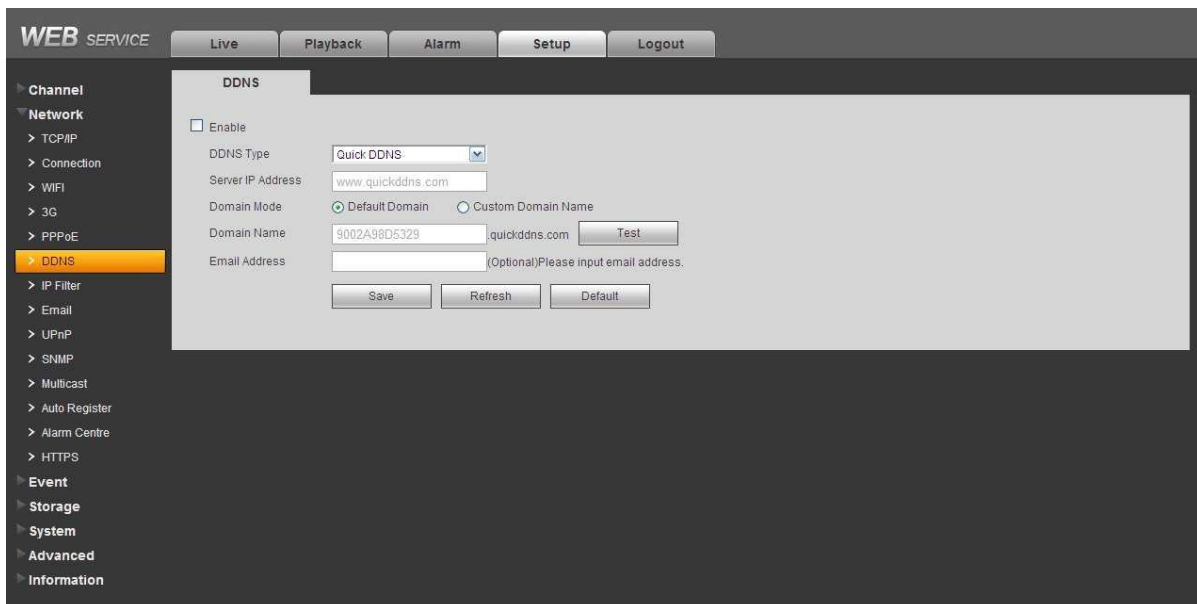 WEB SERVICE
Live Playback Alarm Setup Logout
Channel
Network
> TCP/IP
> Connection
> WIFI
> 3G
> PPPoE
> DDNS
> IP Filter
> Email
> UPnP
> SNMP
> Multicast
> Auto Register
> Alarm Centre
> HTTPS
Event
Storage
System
Advanced
Information
DDNS
Enable
DDNS Type Quick DDNS
Server IP Address www.quickddns.com
Domain Mode Default Domain Custom Domain Name
Domain Name 9002A98D5329 .quickddns.com Test
Email Address (Optional)Please input email address.
Save Refresh Default